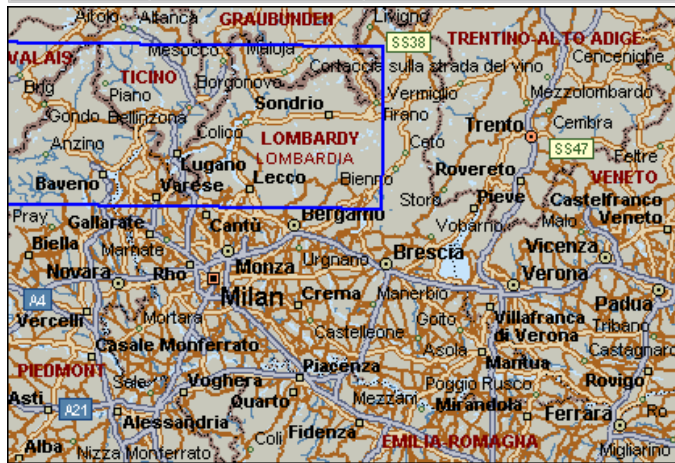 Airolo Alfanca GRAUBUNDEN Livigno
SS38 TRENTINO-ALTO ADIGE
VALAIS Mesocco Maloja Cencenighe
Cortaccia sulla strada del vino
TICINO Borgonovo
Brig Piano Vermiglio Mezzolombardo
Gondo Bellinzona Sondrio Tirano Trento Cembra
Anzino Colico LOMBARDY Ceto SS47
LOMBARDIA Feltre
Lugano Rovereto
Baveno Varese Lecco Bienno VENETO
Storo Pieve Castelfranco
Pray Gallarate Cantù Bergamo Vobarno Malo Veneto
Biella Marnate Brescia Vicenza
Novara Rho Monza Urgnano Verona
A4 Milan Crema Manerbio Padua
Vercelli Mortara Goito Villafranca
Castelleone di Verona Tribano
Casale Monferrato Asola Castagnaro
PIEDMONT Piacenza Mantua
Sale Voghera Poggio Rusco Rovigo
Asti Quarto Mezzani Mirandola Ro
A21 Alessandria Ferrara
Coli Fidenza
Alba Nizza Monferrato EMILIA-ROMAGNA Migliarino